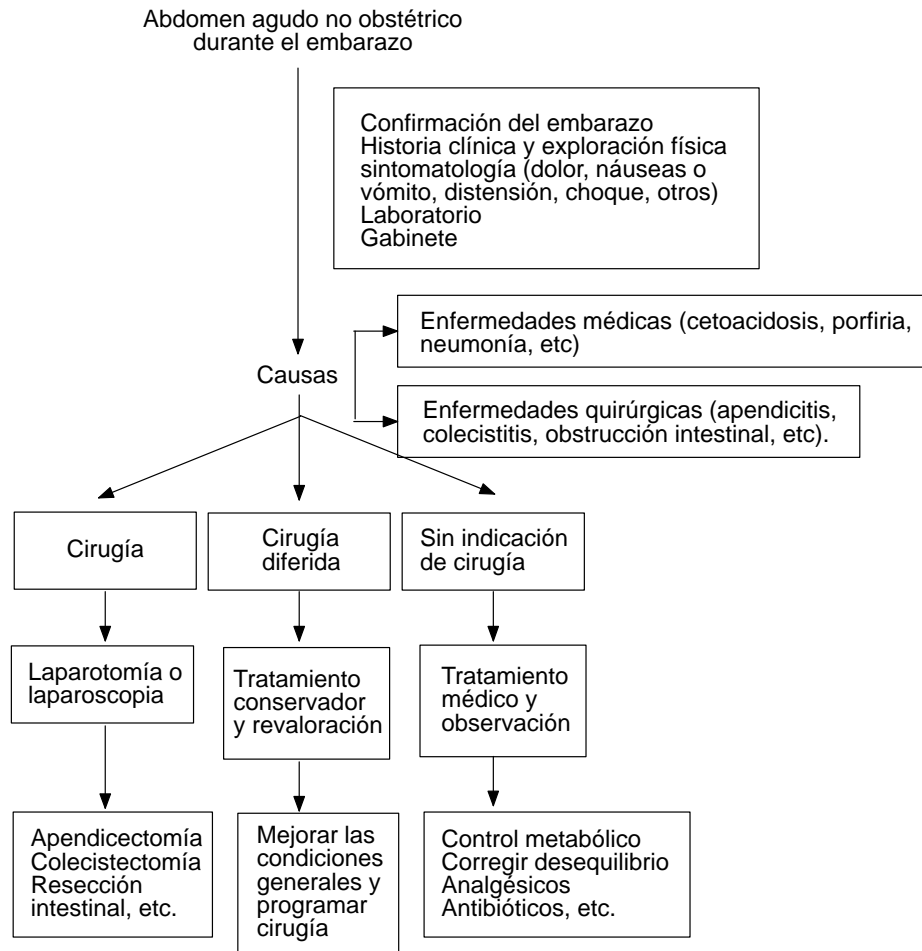 Abdomen agudo no obstétrico
durante el embarazo
Confirmación del embarazo
Historia clínica y exploración física
sintomatología (dolor, náuseas o
vómito, distensión, choque, otros)
Laboratorio
Gabinete
Enfermedades médicas (cetoacidosis, porfiria,
neumonía, etc)
Causas
Enfermedades quirúrgicas (apendicitis,
colecistitis, obstrucción intestinal, etc).
Cirugía
Cirugía
diferida
Sin indicación
de cirugía
Laparotomía o
laparoscopia
Tratamiento
conservador
y revaloración
Tratamiento
médico y
observación
Apendicectomía
Colecistectomía
Resección
intestinal, etc.
Mejorar las
condiciones
generales y
programar
cirugía
Control metabólico
Corregir desequilibrio
Analgésicos
Antibióticos, etc.